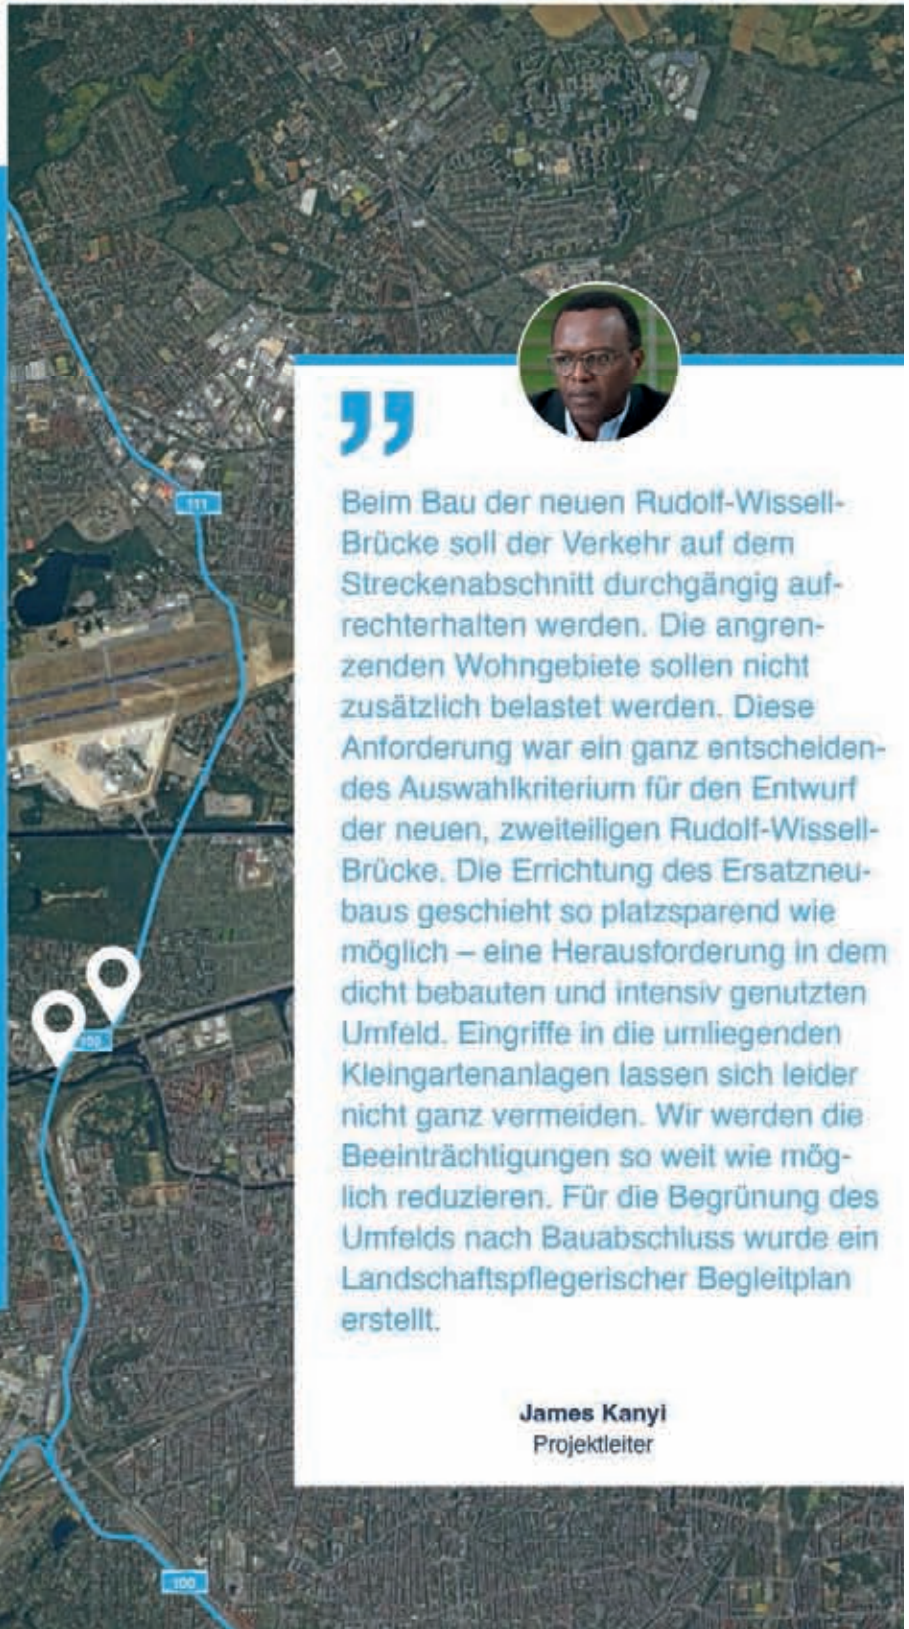 111
100
100
”
Beim Bau der neuen Rudolf-Wissell-
Brücke soll der Verkehr auf dem
Streckenabschnitt durchgängig auf-
rechterhalten werden. Die angren-
zenden Wohngebiete sollen nicht
zusätzlich belastet werden. Diese
Anforderung war ein ganz entscheiden-
des Auswahlkriterium für den Entwurf
der neuen, zweiteiligen Rudolf-Wissell-
Brücke. Die Errichtung des Ersatzneu-
baus geschieht so platzsparend wie
möglich – eine Herausforderung in dem
dicht bebauten und intensiv genutzten
Umfeld. Eingriffe in die umliegenden
Kleingartenanlagen lassen sich leider
nicht ganz vermeiden. Wir werden die
Beeinträchtigungen so weit wie mög-
lich reduzieren. Für die Begrünung des
Umfelds nach Bauabschluss wurde ein
Landschaftspflegerischer Begleitplan
erstellt.
James Kanyi
Projektleiter